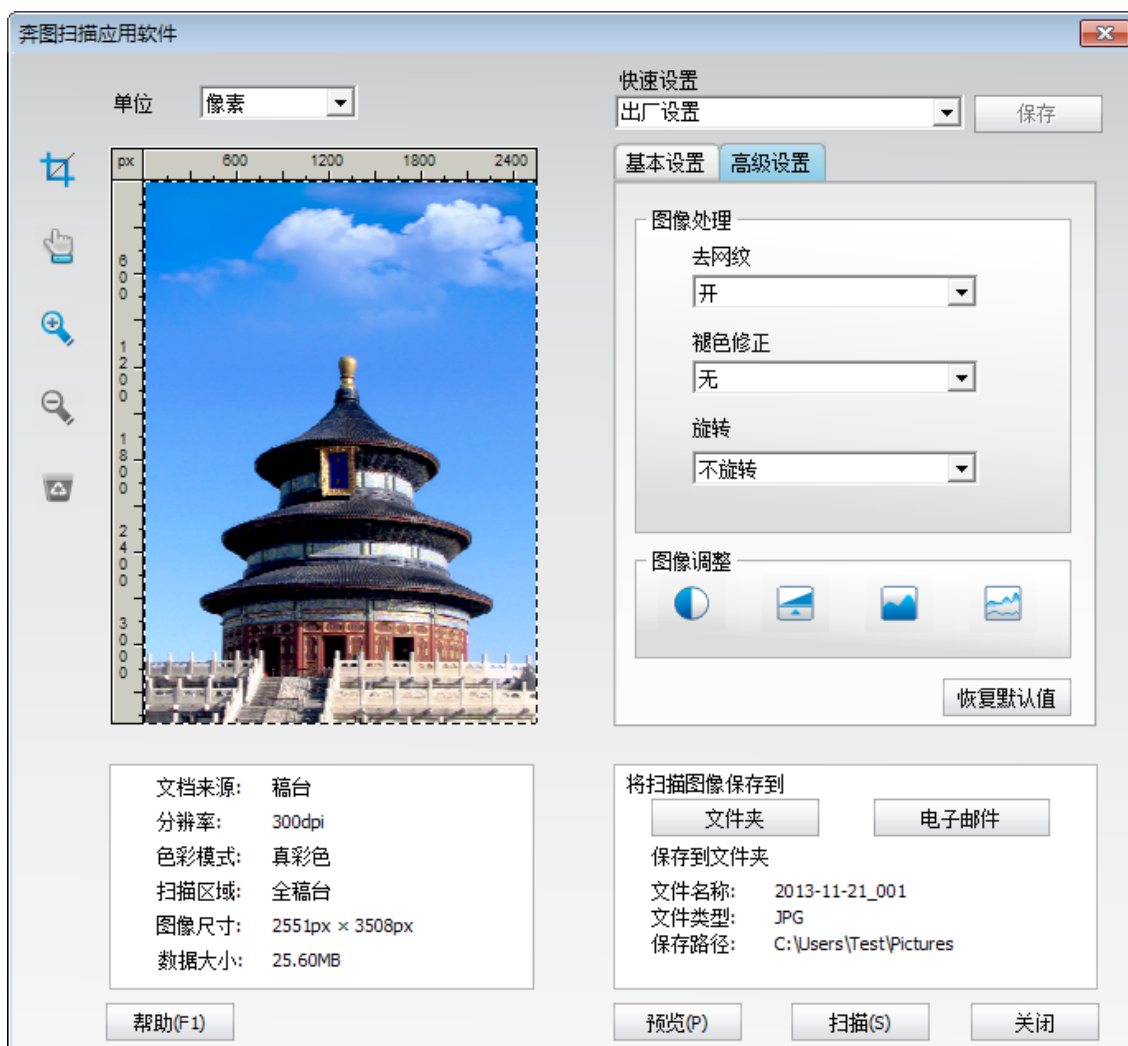 奔图扫描应用软件
单位 像素
快速设置
出厂设置 保存
基本设置 高级设置
px 600 1200 1800 2400
600
1200
1800
2400
3000
图像处理
去网纹
开
褪色修正
无
旋转
不旋转
图像调整
恢复默认值
文档来源: 稿台
分辨率: 300dpi
色彩模式: 真彩色
扫描区域: 全稿台
图像尺寸: 2551px × 3508px
数据大小: 25.60MB
将扫描图像保存到
文件夹 电子邮件
保存到文件夹
文件名称: 2013-11-21_001
文件类型: JPG
保存路径: C:\Users\Test\Pictures
帮助(F1) 预览(P) 扫描(S) 关闭